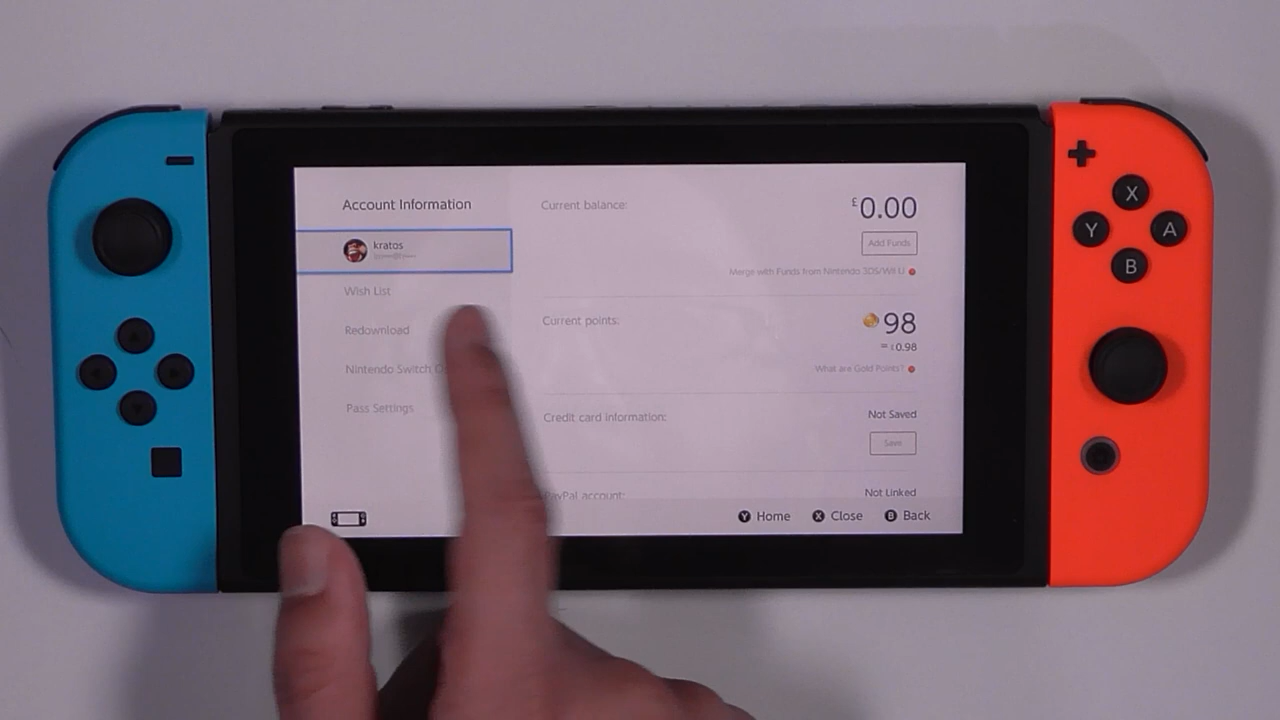 Account Information
kratos
Wish List
Redownload
Nintendo Switch O
Pass Settings
Current balance:
£0.00
Add Funds
Merge with Funds from Nintendo 3DS/Wii U
Current points:
98
= £0.98
What are Gold Points?
Credit card information:
Not Saved
Save
PayPal account:
Not Linked
Y Home
X Close
B Back
X
Y
A
B